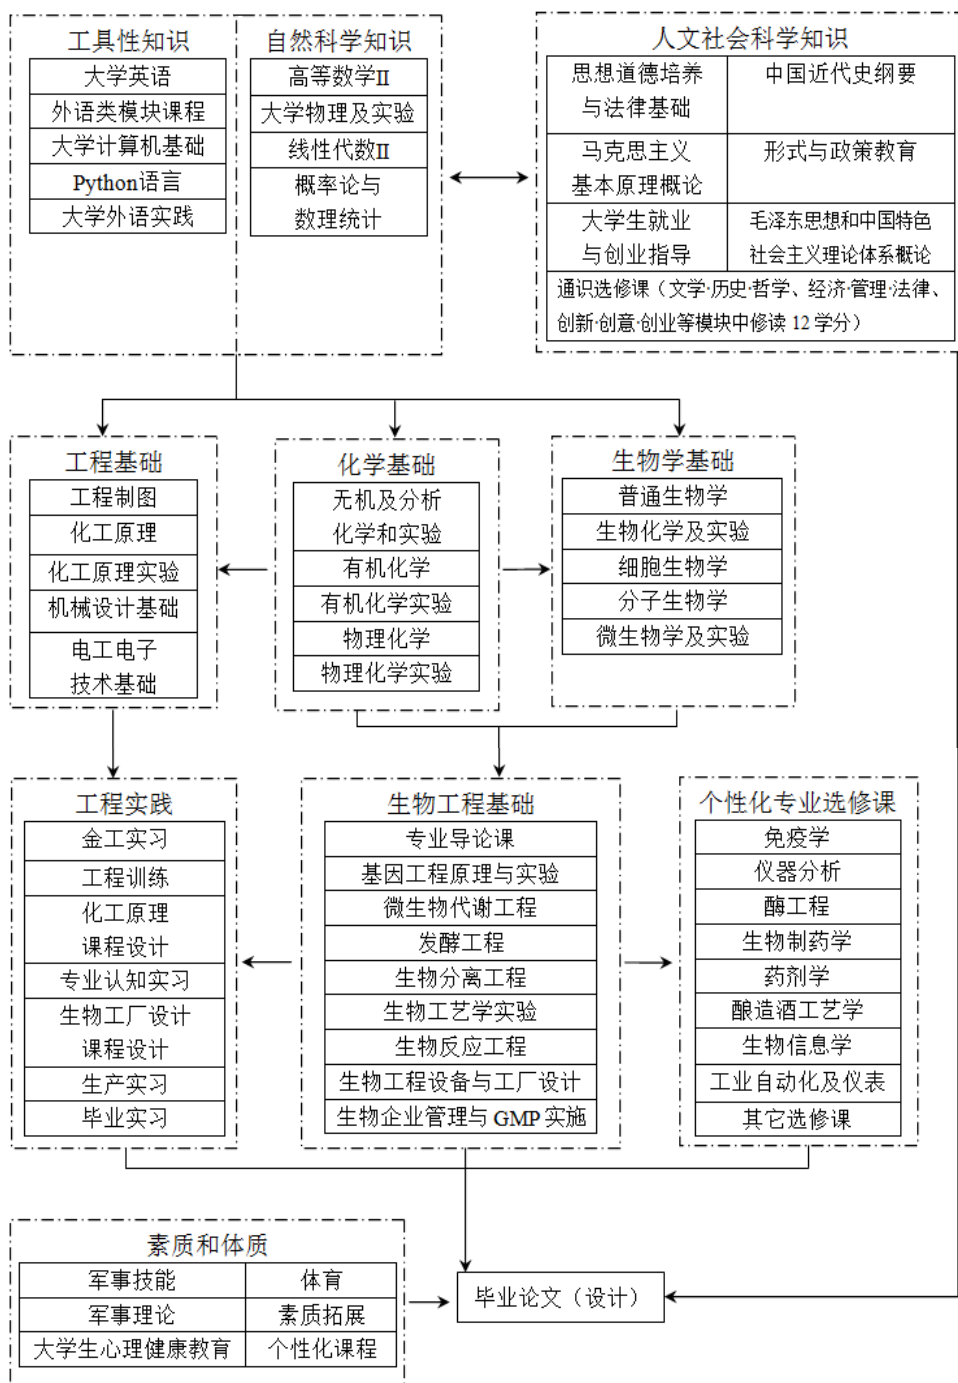 工具性知识
大学英语
外语类模块课程
大学计算机基础
Python语言
大学外语实践
自然科学知识
高等数学II
大学物理及实验
线性代数II
概率论与
数理统计
人文社会科学知识
思想道德培养
与法律基础
中国近代史纲要
马克思主义
基本原理概论
形式与政策教育
大学生就业
与创业指导
毛泽东思想和中国特色
社会主义理论体系概论
通识选修课（文学·历史·哲学、经济·管理·法律、
创新·创意·创业等模块中修读 12 学分）
工程基础
工程制图
化工原理
化工原理实验
机械设计基础
电工电子
技术基础
化学基础
无机及分析
化学和实验
有机化学
有机化学实验
物理化学
物理化学实验
生物学基础
普通生物学
生物化学及实验
细胞生物学
分子生物学
微生物学及实验
工程实践
金工实习
工程训练
化工原理
课程设计
专业认知实习
生物工厂设计
课程设计
生产实习
毕业实习
生物工程基础
专业导论课
基因工程原理与实验
微生物代谢工程
发酵工程
生物分离工程
生物工艺学实验
生物反应工程
生物工程设备与工厂设计
生物企业管理与 GMP 实施
个性化专业选修课
免疫学
仪器分析
酶工程
生物制药学
药剂学
酿造酒工艺学
生物信息学
工业自动化及仪表
其它选修课
素质和体质
军事技能
体育
军事理论
素质拓展
大学生心理健康教育
个性化课程
毕业论文（设计）